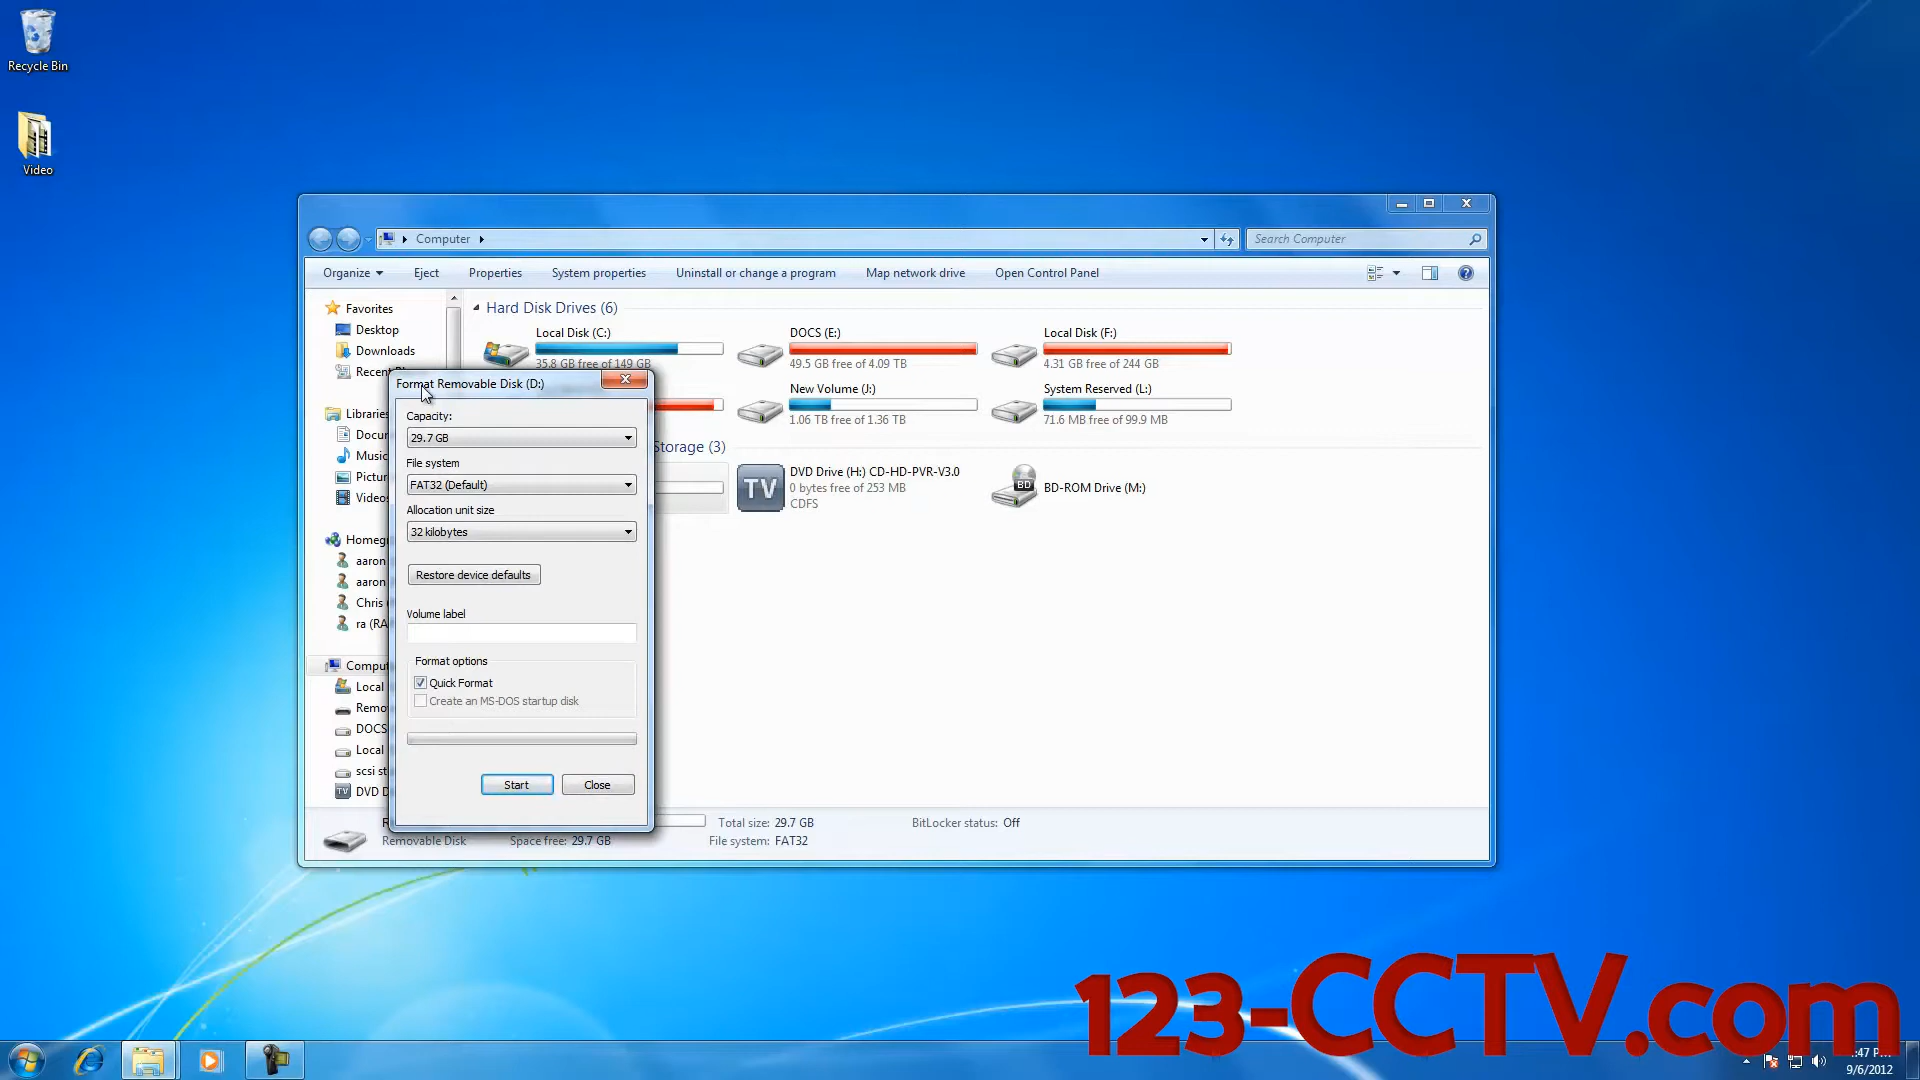 Recycle Bin
Video
Computer
Search Computer
Organize
Eject
Properties
System properties
Uninstall or change a program
Map network drive
Open Control Panel
Favorites
Desktop
Downloads
Recent
Libraries
Music
Videos
aaron
aaron
Chris
ra (RA
Local
DOCS
Local
scsi
DVD D
Hard Disk Drives (6)
Local Disk (C:)
35.8 GB free of 149 GB
DOCS (E:)
49.5 GB free of 4.09 TB
Local Disk (F:)
4.31 GB free of 244 GB
New Volume (J:)
1.06 TB free of 1.36 TB
System Reserved (L:)
71.6 MB free of 99.9 MB
Storage (3)
TV
DVD Drive (H:) CD-HD-PVR-V3.0
0 bytes free of 253 MB
CDFS
BD
BD-ROM Drive (M:)
Format Removable Disk (D:)
Capacity:
29.7 GB
File system
FAT32 (Default)
Allocation unit size
32 kilobytes
Restore device defaults
Volume label
Format options
Quick Format
Create an MS-DOS startup disk
Start
Close
Removable Disk
Space free: 29.7 GB
Total size: 29.7 GB
File system: FAT32
BitLocker status: Off
123-CCTV.com
9/6/2012